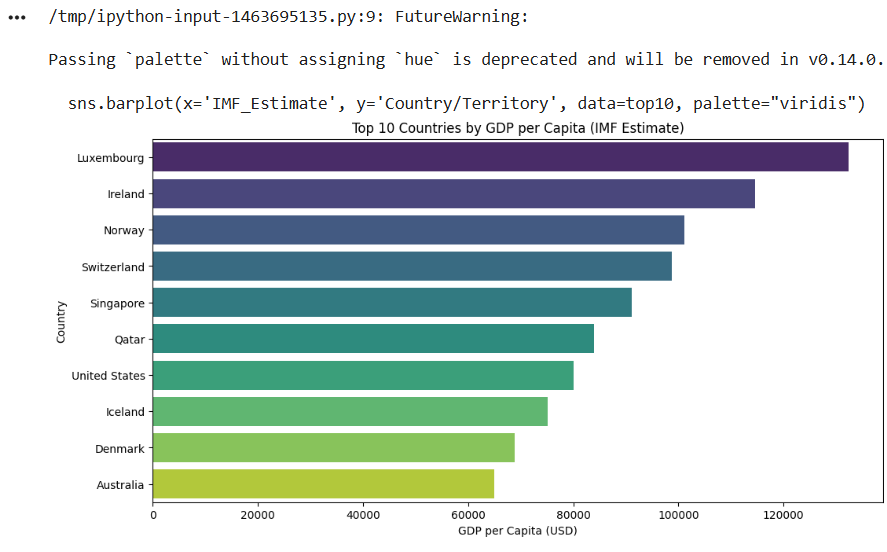 /tmp/ipython-input-1463695135.py:9: FutureWarning:
Passing `palette` without assigning `hue` is deprecated and will be removed in v0.14.0.
sns.barplot(x='IMF_Estimate', y='Country/Territory', data=top10, palette="viridis")
Top 10 Countries by GDP per Capita (IMF Estimate)
Country
Luxembourg
Ireland
Norway
Switzerland
Singapore
Qatar
United States
Iceland
Denmark
Australia
0 20000 40000 60000 80000 100000 120000
GDP per Capita (USD)